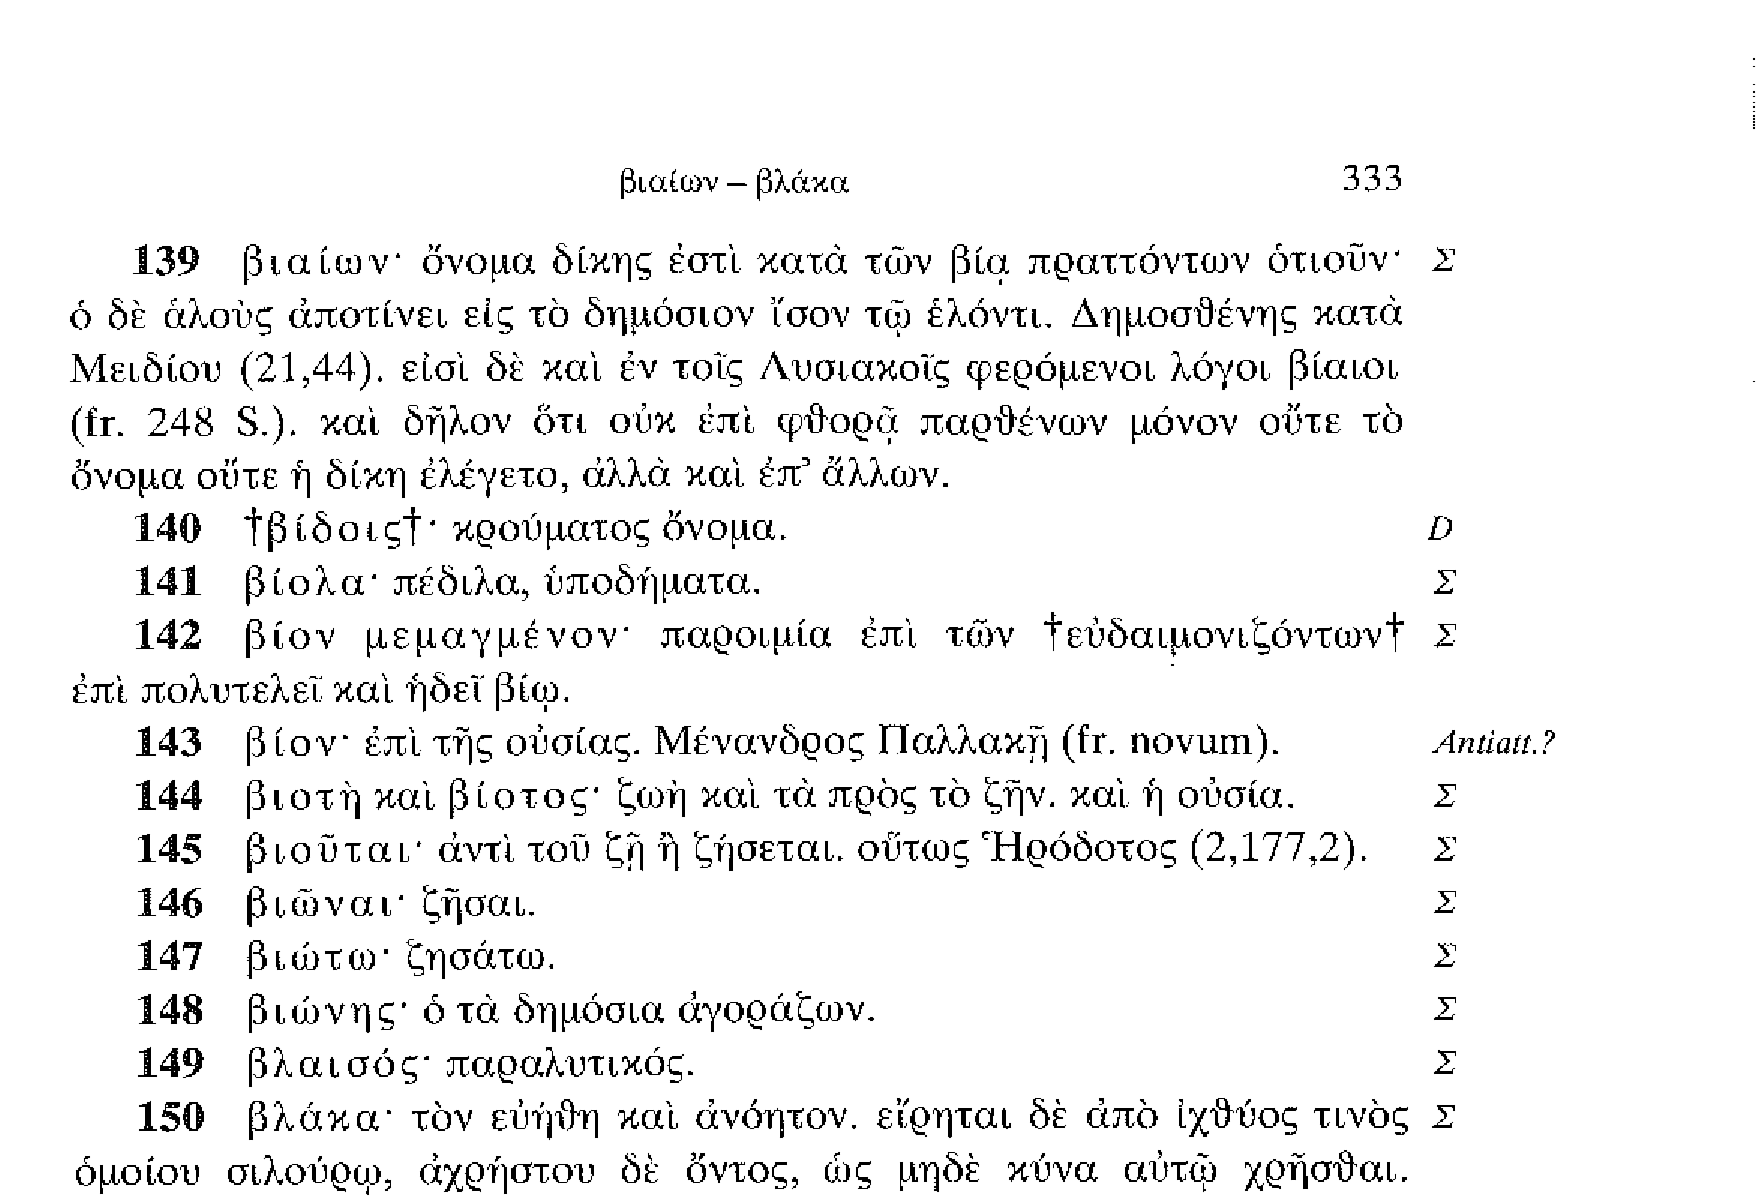 βιαίων – βλάκα 333
139 βιαίων· ὄνομα δίκης ἐστὶ κατὰ τῶν βίᾳ πραττόντων ὁτιοῦν· Σ
ὁ δὲ ἁλοὺς ἀποτίνει εἰς τὸ δημόσιον ἴσον τῷ ἑλόντι. Δημοσθένης κατὰ
Μειδίου (21,44). εἰσὶ δὲ καὶ ἐν τοῖς Λυσιακοῖς φερόμενοι λόγοι βίαιοι
(fr. 248 S.). καὶ δῆλον ὅτι οὐκ ἐπὶ φθορᾷ παρθένων μόνον οὔτε τὸ
ὄνομα οὔτε ἡ δίκη ἐλέγετο, ἀλλὰ καὶ ἐπ’ ἄλλων.
140 †βίδοις†· κρούματος ὄνομα. D
141 βίολα· πέδιλα, ὑποδήματα. Σ
142 βίον μεμαγμένον· παροιμία ἐπὶ τῶν †εὐδαιμονιζόντων† Σ
ἐπὶ πολυτελεῖ καὶ ἡδεῖ βίῳ.
143 βίον· ἐπὶ τῆς οὐσίας. Μένανδρος Παλλακῇ (fr. novum). Antiatt.?
144 βιοτὴ καὶ βίοτος· ζωὴ καὶ τὰ πρὸς τὸ ζῆν. καὶ ἡ οὐσία. Σ
145 βιοῦται· ἀντὶ τοῦ ζῇ ἢ ζήσεται. οὕτως Ἡρόδοτος (2,177,2). Σ
146 βιῶναι· ζῆσαι. Σ
147 βιώτω· ζησάτω. Σ
148 βιώνης· ὁ τὰ δημόσια ἀγοράζων. Σ
149 βλαισός· παραλυτικός. Σ
150 βλάκα· τὸν εὐήθη καὶ ἀνόητον. εἴρηται δὲ ἀπὸ ἰχθύος τινὸς Σ
ὁμοίου σιλούρῳ, ἀχρήστου δὲ ὄντος, ὡς μηδὲ κύνα αὐτῷ χρῆσθαι.